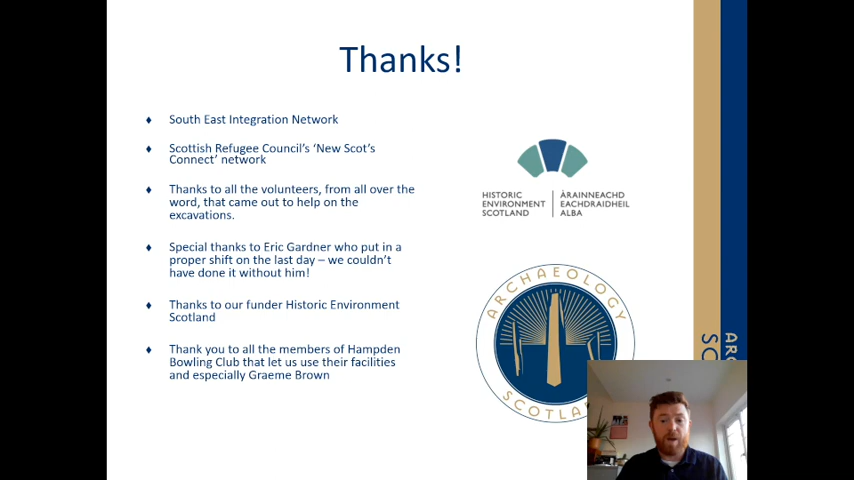 Thanks!
South East Integration Network
Scottish Refugee Council's 'New Scot's
Connect' network
Thanks to all the volunteers, from all over the
word, that came out to help on the
excavations.
Special thanks to Eric Gardner who put in a
proper shift on the last day – we couldn't
have done it without him!
Thanks to our funder Historic Environment
Scotland
Thank you to all the members of Hampden
Bowling Club that let us use their facilities
and especially Graeme Brown
HISTORIC
ENVIRONMENT
SCOTLAND
ÀRAINNEACHD
EACHDRAIDHEIL
ALBA
ARCHAEOLOGY
SCOTLAN